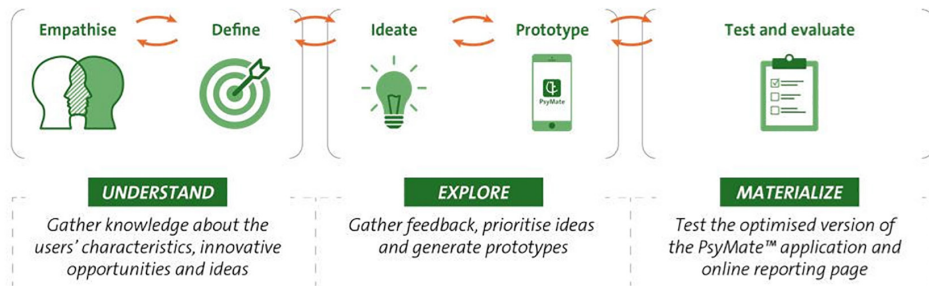 Empathise
Define
Ideate
Prototype
Test and evaluate
PsyMate
UNDERSTAND
EXPLORE
MATERIALIZE
Gather knowledge about the
users’ characteristics, innovative
opportunities and ideas
Gather feedback, prioritise ideas
and generate prototypes
Test the optimised version of
the PsyMate™ application and
online reporting page